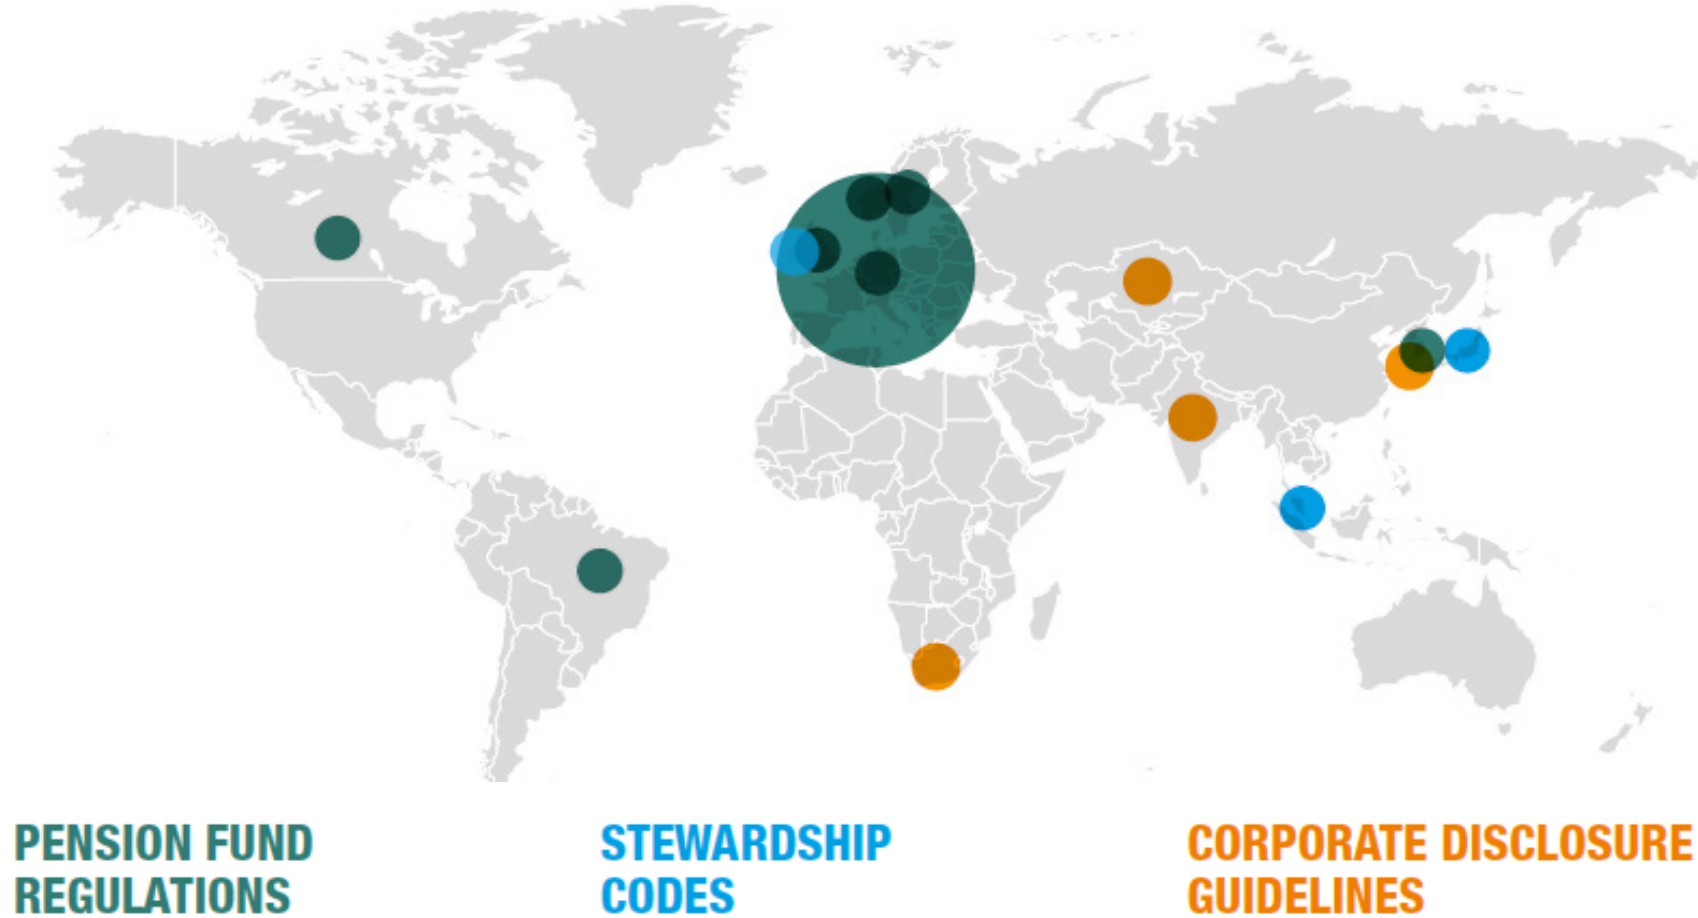 PENSION FUND
REGULATIONS
STEWARDSHIP
CODES
CORPORATE DISCLOSURE
GUIDELINES